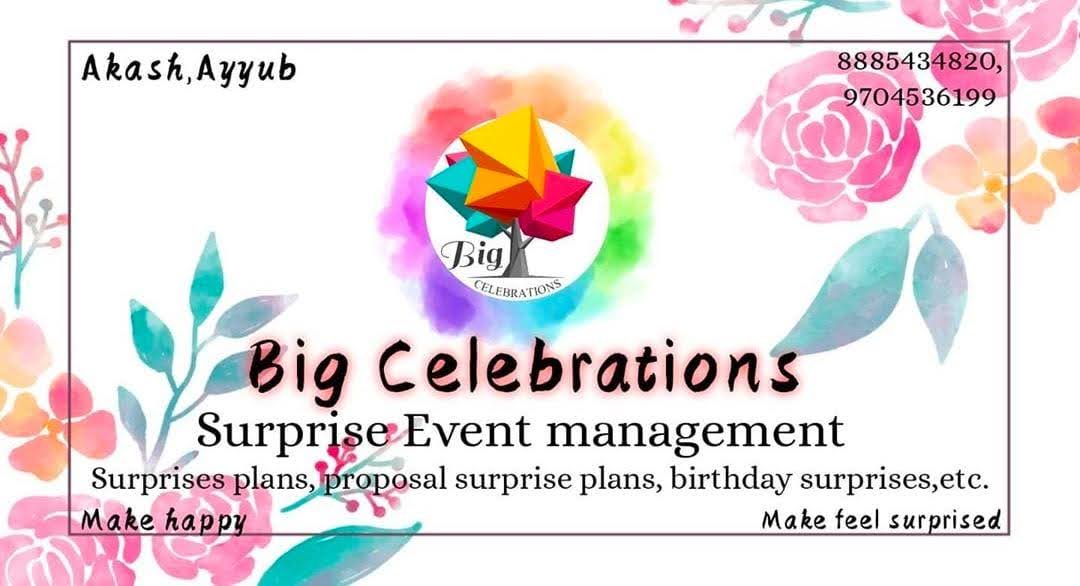 Akash,Ayyub
8885434820,
9704536199
Big
CELEBRATIONS
Big Celebrations
Surprise Event management
Surprises plans, proposal surprise plans, birthday surprises,etc.
Make happy
Make feel surprised